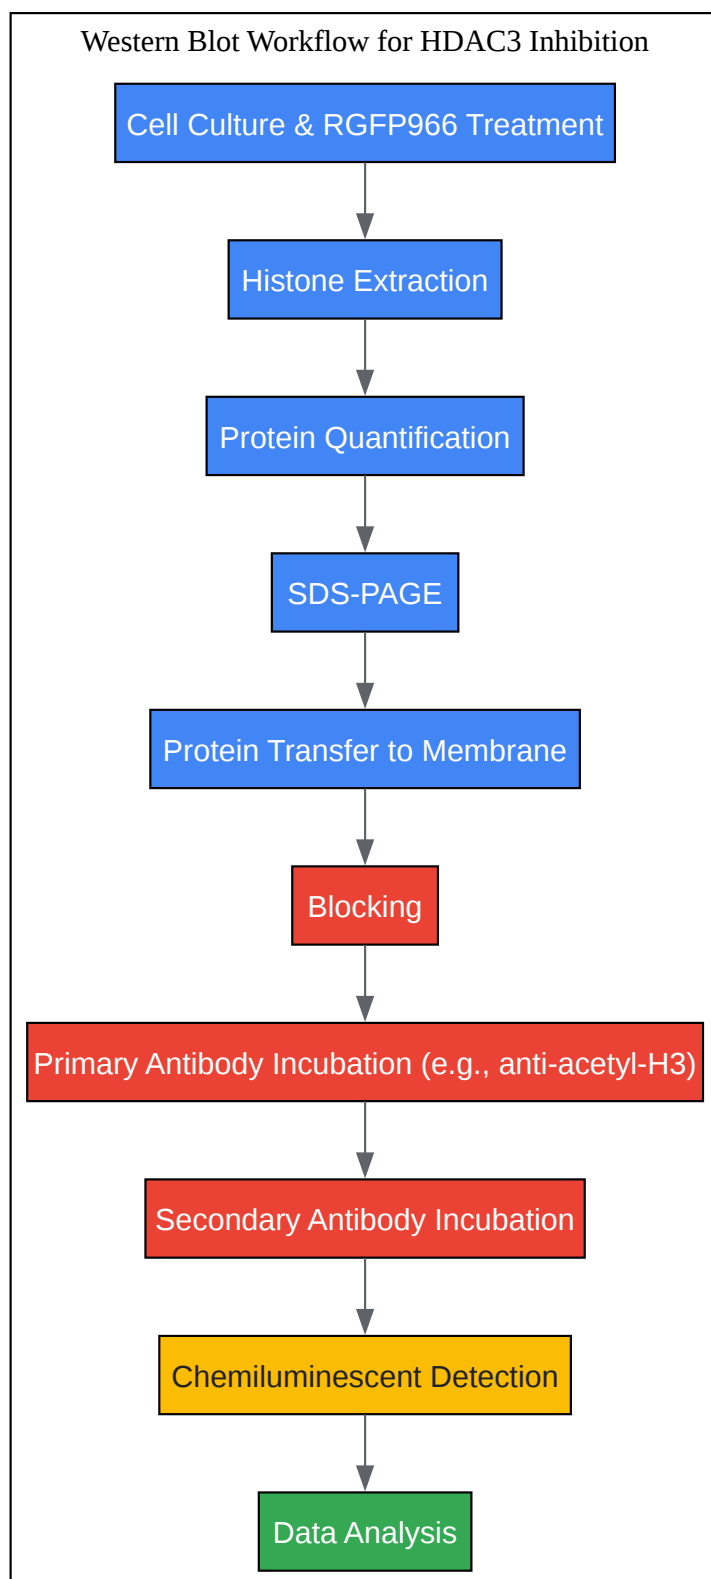 Western Blot Workflow for HDAC3 Inhibition
Cell Culture & RGFP966 Treatment
Histone Extraction
Protein Quantification
SDS-PAGE
Protein Transfer to Membrane
Blocking
Primary Antibody Incubation (e.g., anti-acetyl-H3)
Secondary Antibody Incubation
Chemiluminescent Detection
Data Analysis